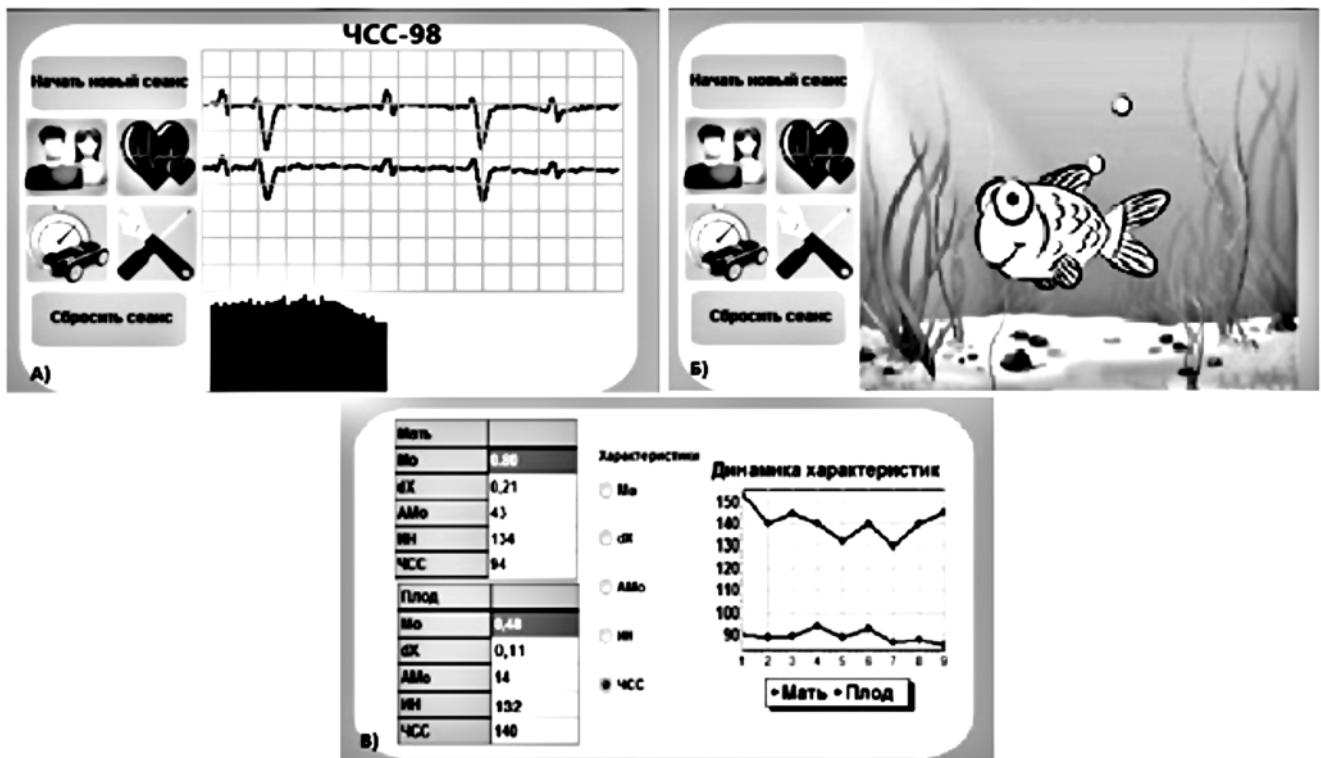 ЧСС-98
Начать новый сеанс
Сбросить сеанс
А)
Начать новый сеанс
Сбросить сеанс
Б)
Мать
Мо 0.80
dX 0,21
АМо 43
ИН 134
ЧСС 94
Плод
Мо 0,48
dX 0,11
АМо 14
ИН 132
ЧСС 140
Характеристики
Мо
dX
АМо
ИН
ЧСС
Динамика характеристик
150
140
130
120
110
100
90
1 2 3 4 5 6 7 8 9
Мать Плод
В)